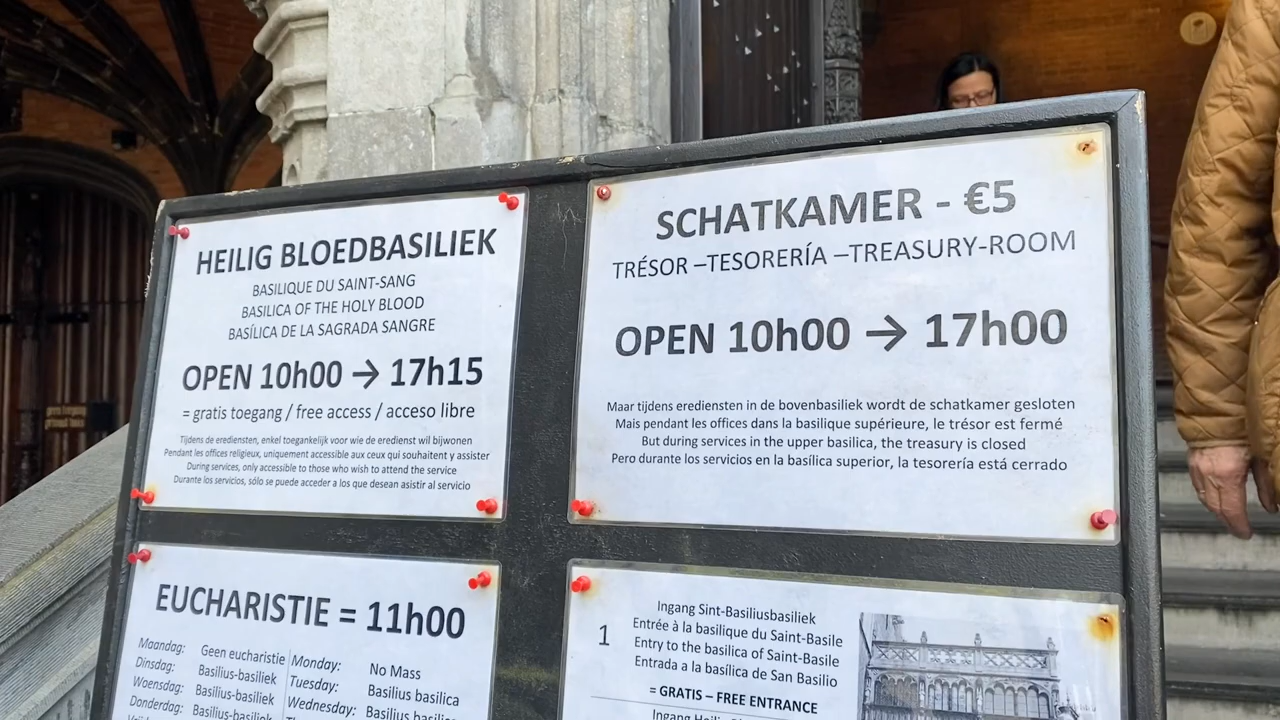 HEILIG BLOEDBASILIEK
BASILIQUE DU SAINT-SANG
BASILICA OF THE HOLY BLOOD
BASÍLICA DE LA SAGRADA SANGRE
OPEN 10h00 → 17h15
= gratis toegang / free access / acceso libre
Tijdens de erediensten, enkel toegankelijk voor wie de eredienst wil bijwonen
Pendant les offices religieux, uniquement accessible aux ceux qui souhaitent y assister
During services, only accessible to those who wish to attend the service
Durante los servicios, sólo se puede acceder a los que desean asistir al servicio
SCHATKAMER - €5
TRÉSOR –TESORERÍA –TREASURY-ROOM
OPEN 10h00 → 17h00
Maar tijdens erediensten in de bovenbasiliek wordt de schatkamer gesloten
Mais pendant les offices dans la basilique supérieure, le trésor est fermé
But during services in the upper basilica, the treasury is closed
Pero durante los servicios en la basílica superior, la tesorería está cerrado
EUCHARISTIE = 11h00
Maandag: Geen eucharistie Monday: No Mass
Dinsdag: Basilius-basiliek Tuesday: Basilius basilica
Woensdag: Basilius-basiliek Wednesday: Basilius
Donderdag: Basilius-basiliek
1
Ingang Sint-Basiliusbasiliek
Entrée à la basilique du Saint-Basile
Entry to the basilica of Saint-Basile
Entrada a la basílica de San Basilio
= GRATIS – FREE ENTRANCE
Ingang